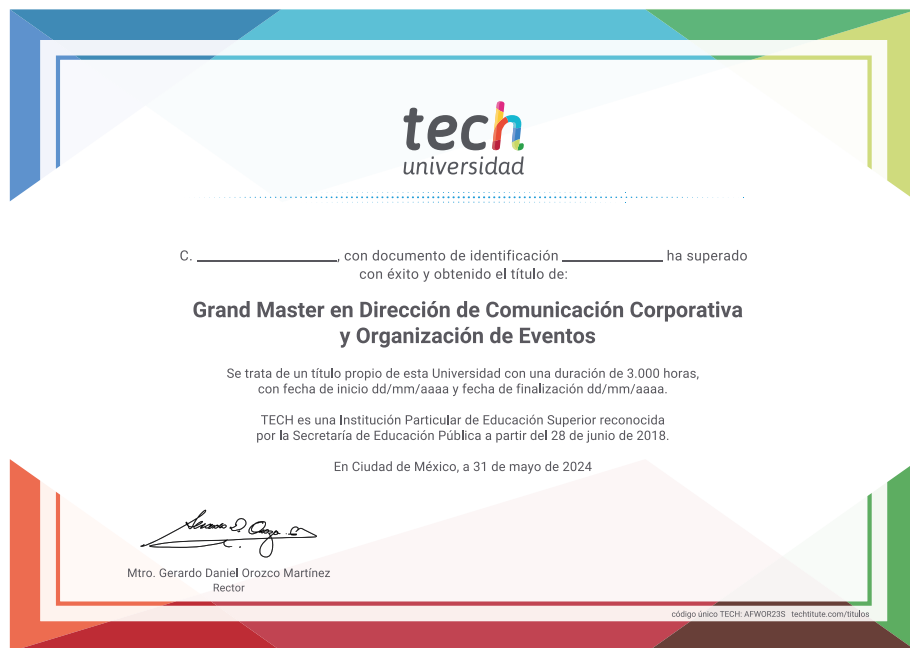 tech
universidad
C. ____________, con documento de identificación ____________ ha superado
con éxito y obtenido el título de:
Grand Master en Dirección de Comunicación Corporativa
y Organización de Eventos
Se trata de un título propio de esta Universidad con una duración de 3.000 horas,
con fecha de inicio dd/mm/aaaa y fecha de finalización dd/mm/aaaa.
TECH es una Institución Particular de Educación Superior reconocida
por la Secretaría de Educación Pública a partir del 28 de junio de 2018.
En Ciudad de México, a 31 de mayo de 2024
Mtro. Gerardo Daniel Orozco Martínez
Rector
código único TECH: AFWOR23S techtitute.com/titulos